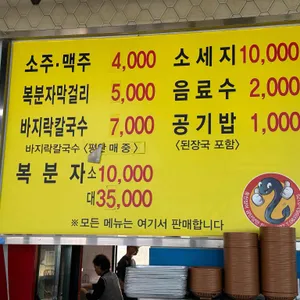 소주·맥주 4,000
복분자막걸리 5,000
바지락칼국수 7,000
바지락칼국수 <평일 매 중>
복 분 자 소 10,000
대 35,000
소 세 지 10,000
음 료 수 2,000
공 기 밥 1,000
(된장국 포함)
※모든 메뉴는 여기서 판매합니다